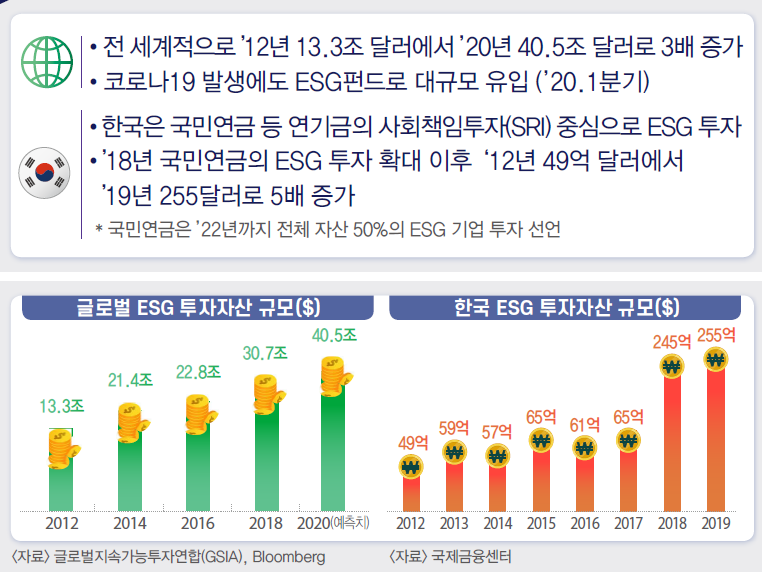 • 전 세계적으로 ’12년 13.3조 달러에서 ’20년 40.5조 달러로 3배 증가
• 코로나19 발생에도 ESG펀드로 대규모 유입 (’20.1분기)
• 한국은 국민연금 등 연기금의 사회책임투자(SRI) 중심으로 ESG 투자
• ’18년 국민연금의 ESG 투자 확대 이후 ‘12년 49억 달러에서
’19년 255달러로 5배 증가
* 국민연금은 ’22년까지 전체 자산 50%의 ESG 기업 투자 선언
글로벌 ESG 투자자산 규모($)
13.3조 21.4조 22.8조 30.7조 40.5조
2012 2014 2016 2018 2020(예측치)
〈자료〉 글로벌지속가능투자연합(GSIA), Bloomberg
한국 ESG 투자자산 규모($)
49억 59억 57억 65억 61억 65억 245억 255억
2012 2013 2014 2015 2016 2017 2018 2019
〈자료〉 국제금융센터